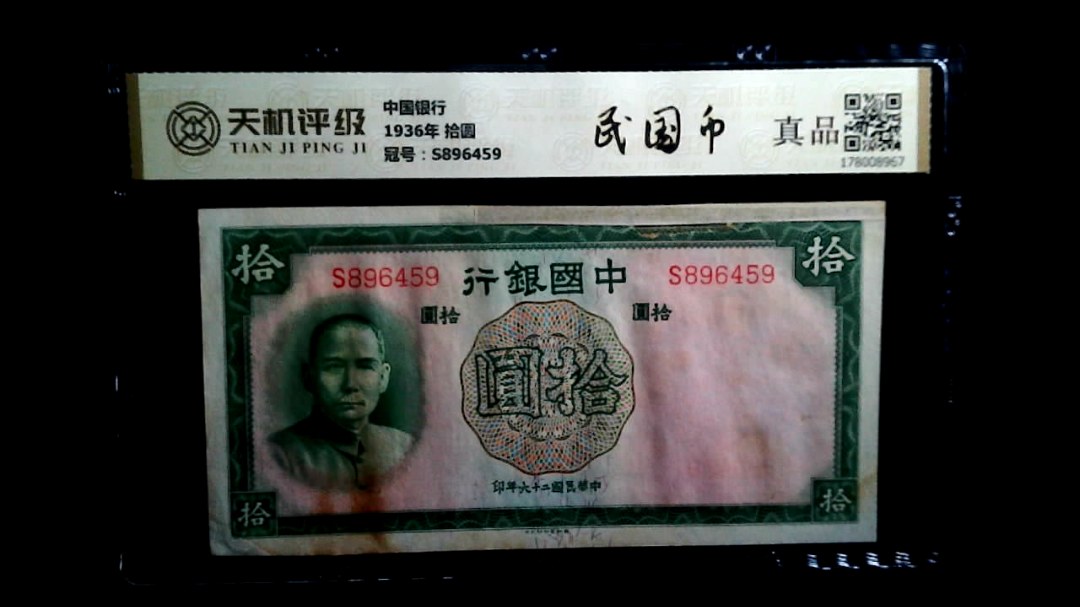 天机评级
TIAN JI PING JI
中国银行
1936年 拾圆
冠号：S896459
民国币
真品
178008967
拾
拾
S896459
行銀國中
S896459
圓拾
圓拾
圓拾
印年六十二國民華中
拾
拾